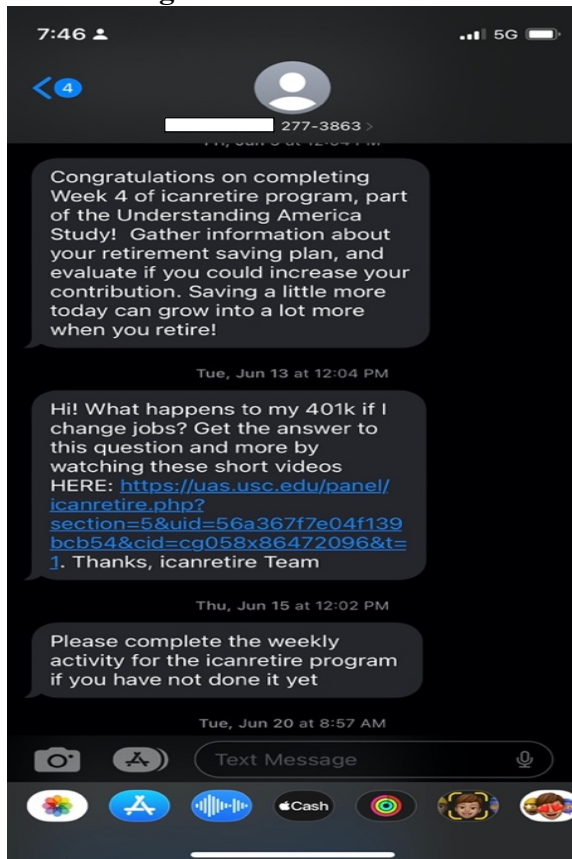 7:46
5G
4
277-3863 >
Congratulations on completing
Week 4 of icanretire program, part
of the Understanding America
Study!  Gather information about
your retirement saving plan, and
evaluate if you could increase your
contribution. Saving a little more
today can grow into a lot more
when you retire!
Tue, Jun 13 at 12:04 PM
Hi! What happens to my 401k if I
change jobs? Get the answer to
this question and more by
watching these short videos
HERE: https://uas.usc.edu/panel/
icanretire.php?
section=5&uid=56a367f7e04f139
bcb54&cid=cg058x86472096&t=
1. Thanks, icanretire Team
Thu, Jun 15 at 12:02 PM
Please complete the weekly
activity for the icanretire program
if you have not done it yet
Tue, Jun 20 at 8:57 AM
Text Message
Cash